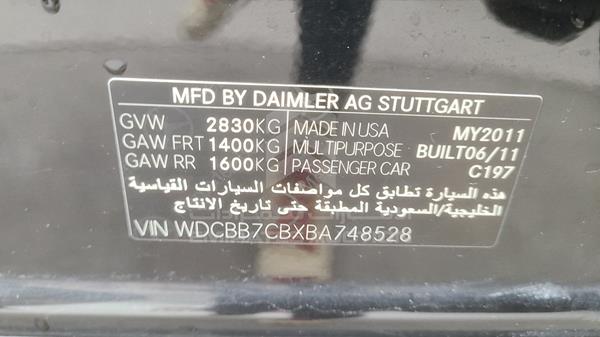 MFD BY DAIMLER AG STUTTGART
GVW 2830KG MADE IN USA MY2011
GAW FRT 1400KG MULTIPURPOSE BUILT06/11
GAW RR 1600KG PASSENGER CAR C197
هذه السيارة تطابق كل مواصفات السيارات القياسية
الخليجية/السعودية المطبقة حتى تاريخ الإنتاج
VIN WDCBB7CBXBA748528